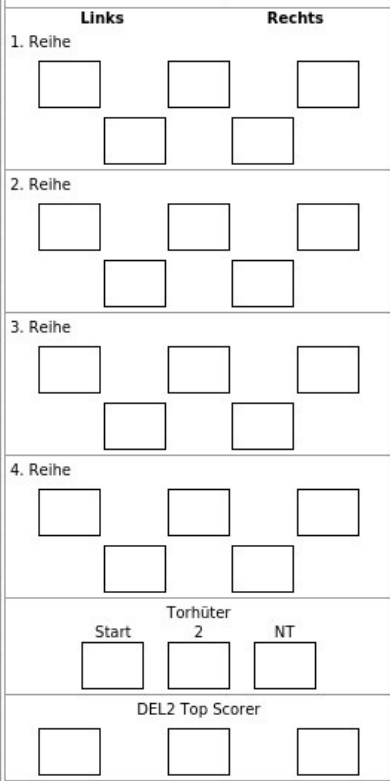 Links Rechts
1. Reihe
2. Reihe
3. Reihe
4. Reihe
Torhüter
Start 2 NT
DEL2 Top Scorer